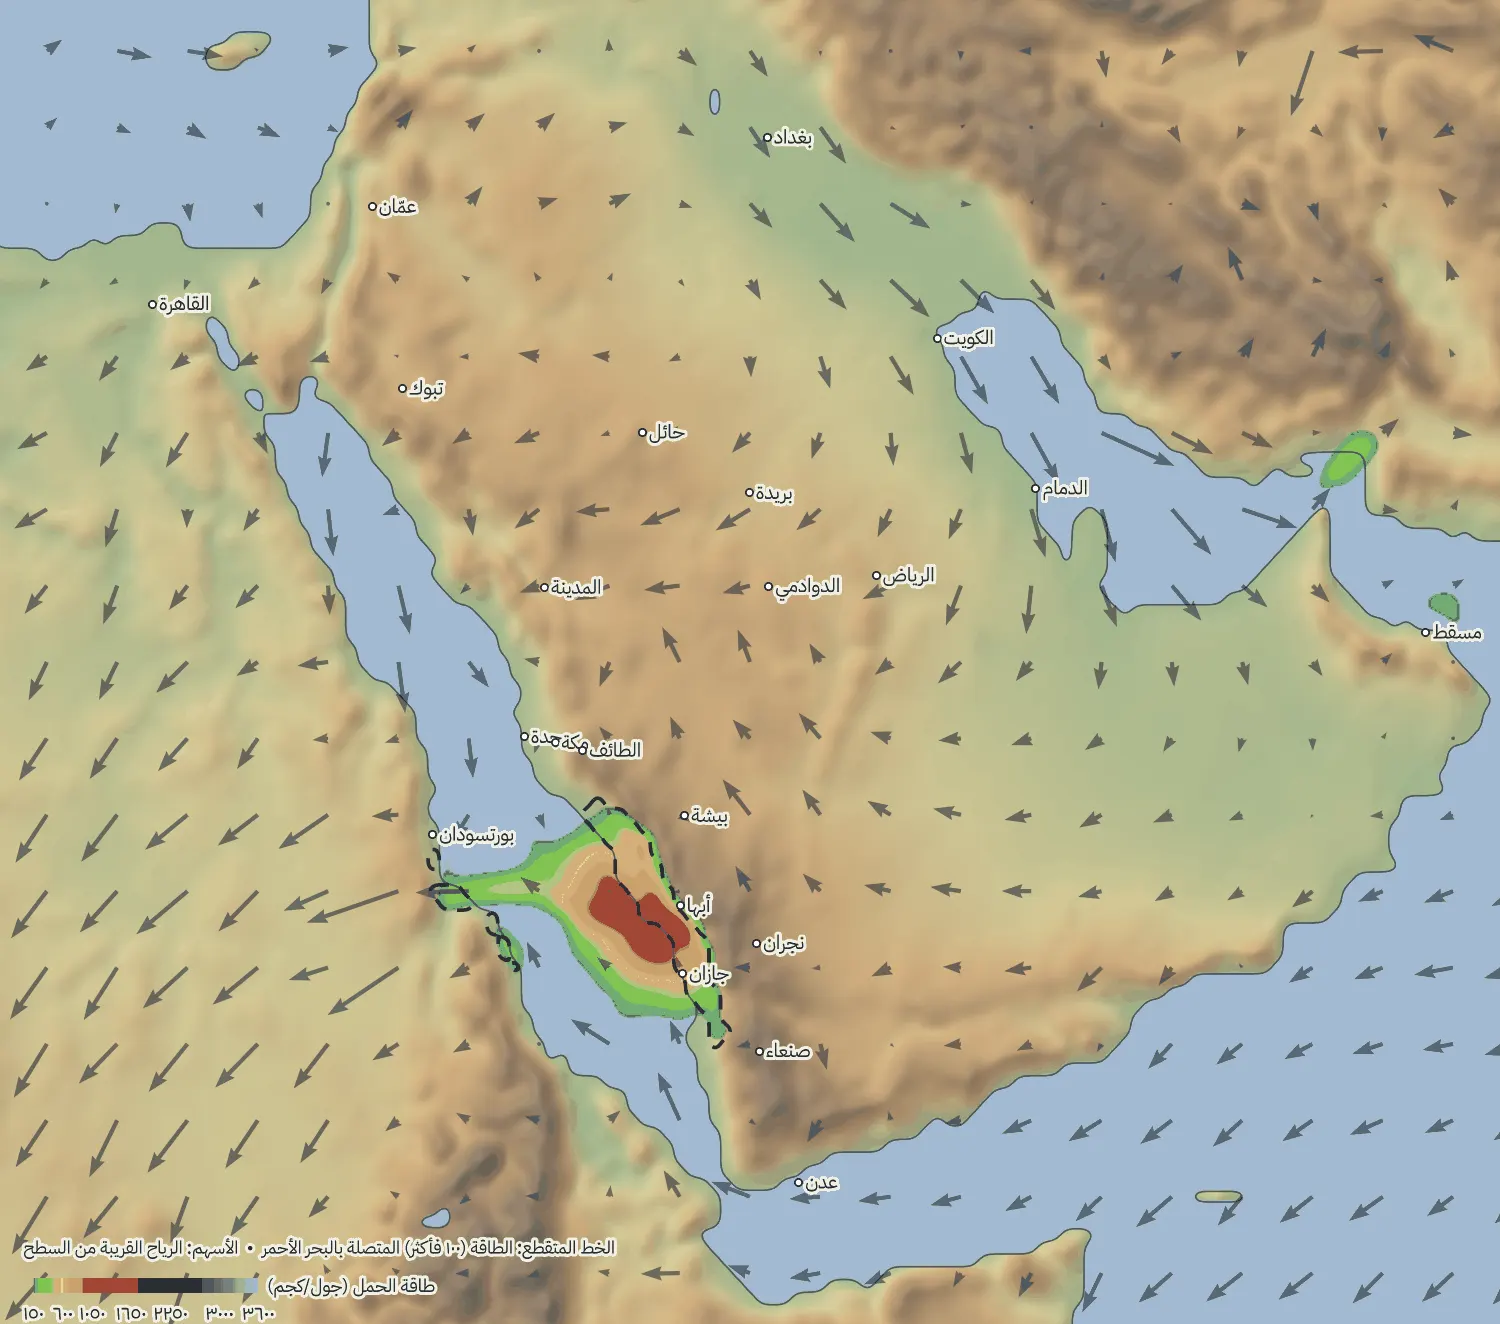 بغداد
عمّان
القاهرة
الكويت
تبوك
حائل
الدمام
بريدة
الرياض
الدوادمي
المدينة
مسقط
جدة
مكة
الطائف
بيشة
بورتسودان
أبها
نجران
جازان
صنعاء
عدن
الخط المتقطع: الطاقة (١٠٠ فأكثر) المتصلة بالبحر الأحمر • الأسهم: الرياح القريبة من السطح
طاقة الحمل (جول/كجم)
١٥٠ ٦٠٠ ١٠٥٠ ١٦٥٠ ٢٢٥٠ ٣٠٠٠ ٣٦٠٠